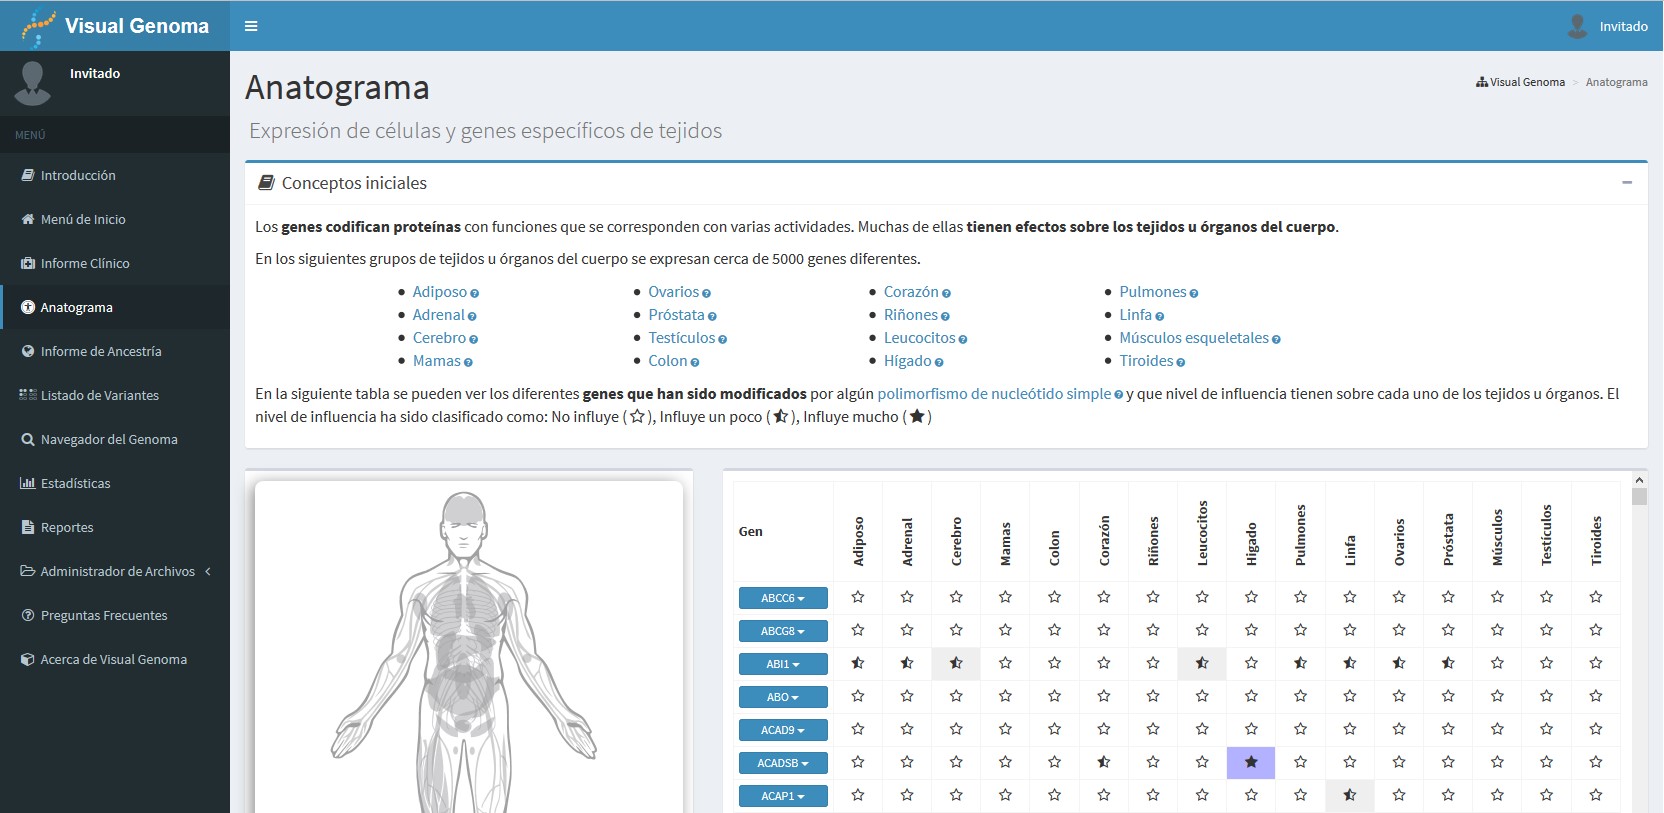 Visual Genoma
Invitado
Invitado
MENÚ
Introducción
Menú de Inicio
Informe Clínico
Anatograma
Informe de Ancestría
Listado de Variantes
Navegador del Genoma
Estadísticas
Reportes
Administrador de Archivos
Preguntas Frecuentes
Acerca de Visual Genoma
Anatograma
Visual Genoma > Anatograma
Expresión de células y genes específicos de tejidos
Conceptos iniciales
Los genes codifican proteínas con funciones que se corresponden con varias actividades. Muchas de ellas tienen efectos sobre los tejidos u órganos del cuerpo.
En los siguientes grupos de tejidos u órganos del cuerpo se expresan cerca de 5000 genes diferentes.
Adiposo
Adrenal
Cerebro
Mamas
Ovarios
Próstata
Testículos
Colon
Corazón
Riñones
Leucocitos
Hígado
Pulmones
Linfa
Músculos esqueletales
Tiroides
En la siguiente tabla se pueden ver los diferentes genes que han sido modificados por algún polimorfismo de nucleótido simple y que nivel de influencia tienen sobre cada uno de los tejidos u órganos. El
nivel de influencia ha sido clasificado como: No influye ( ), Influye un poco ( ), Influye mucho ( )
Gen
Adiposo
Adrenal
Cerebro
Mamas
Colon
Corazón
Riñones
Leucocitos
Hígado
Pulmones
Linfa
Ovarios
Próstata
Músculos
Testículos
Tiroides
ABCC6
ABCG8
ABI1
ABO
ACAD9
ACADSB
ACAP1